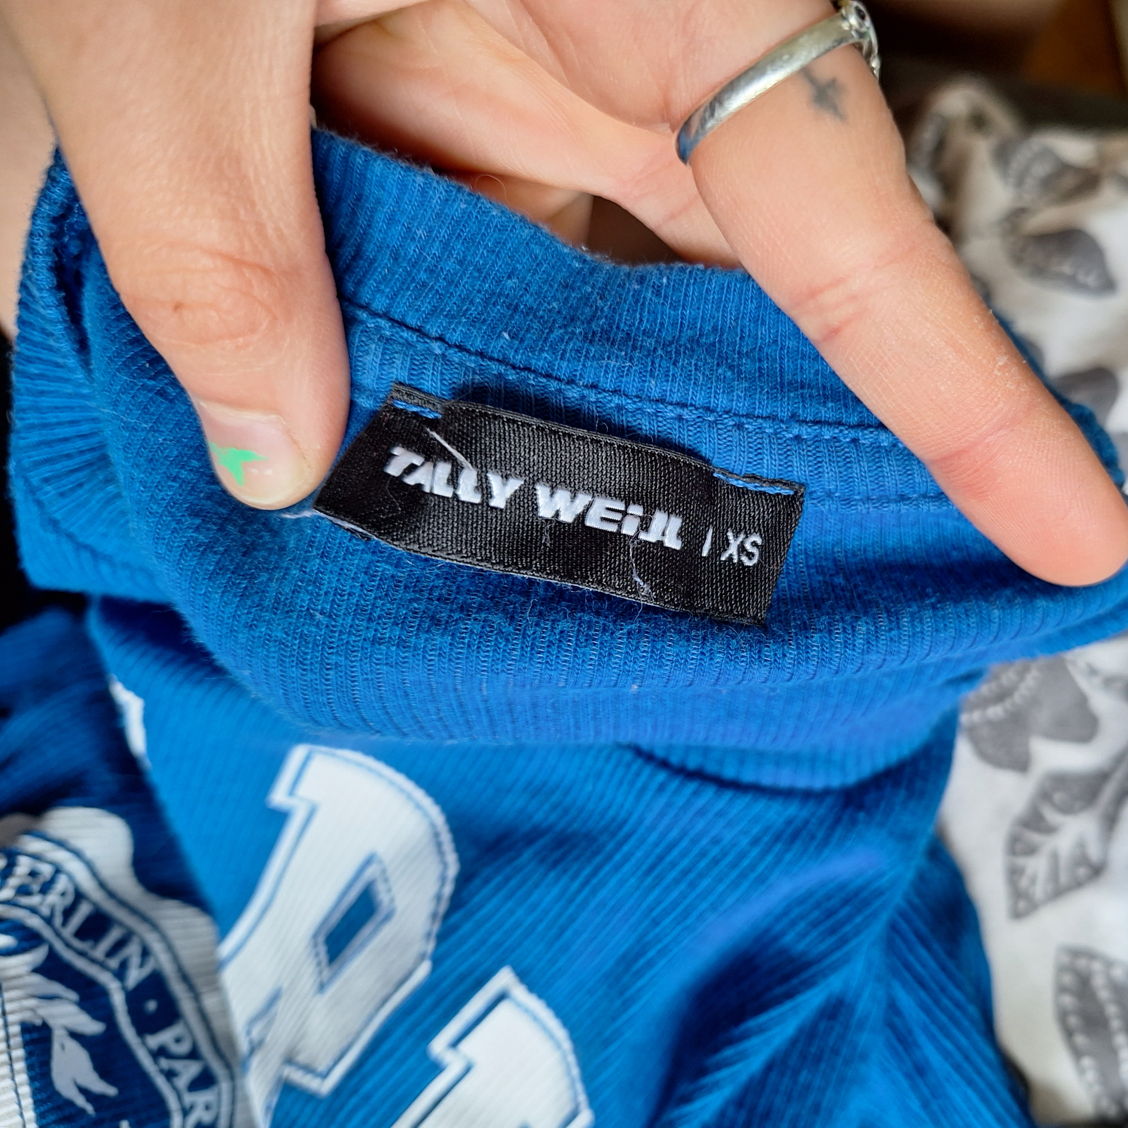 TALLY WEiJL | XS
BERLIN · PAR
R